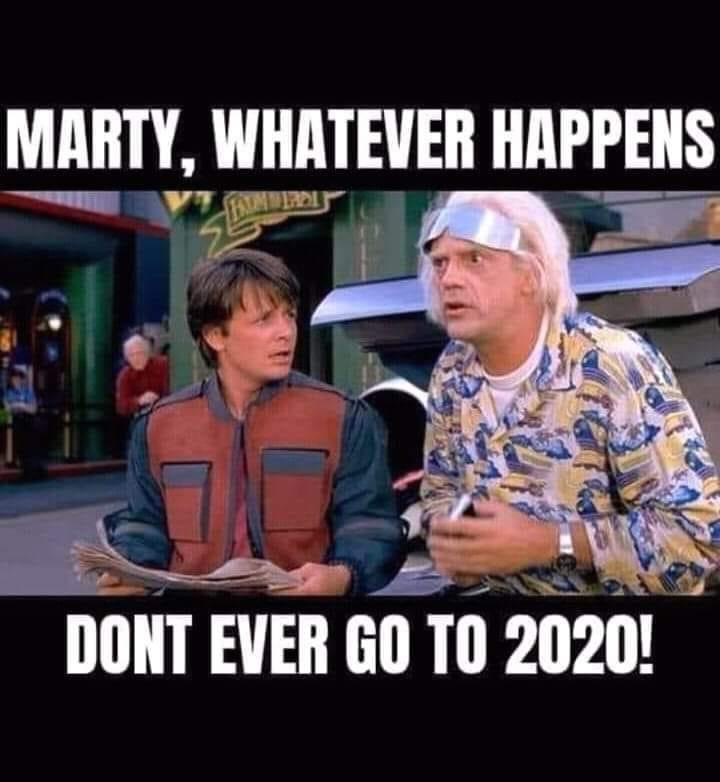 MARTY, WHATEVER HAPPENS
DONT EVER GO TO 2020!